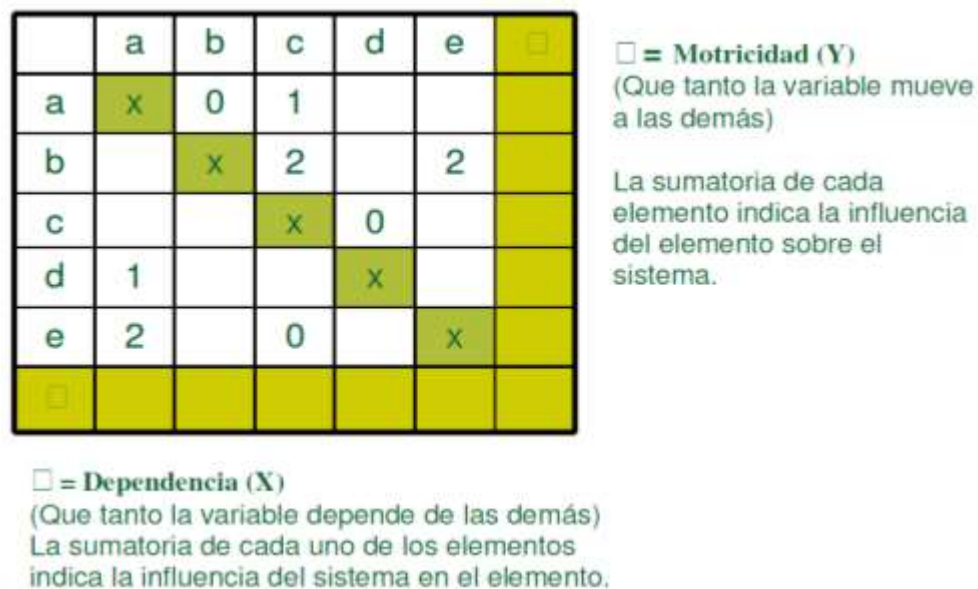 a b c d e □
a x 0 1
b x 2 2
c x 0
d 1 x
e 2 0 x
□
□ = Motricidad (Y)
(Que tanto la variable mueve
a las demás)
La sumatoria de cada
elemento indica la influencia
del elemento sobre el
sistema.
□ = Dependencia (X)
(Que tanto la variable depende de las demás)
La sumatoria de cada uno de los elementos
indica la influencia del sistema en el elemento.